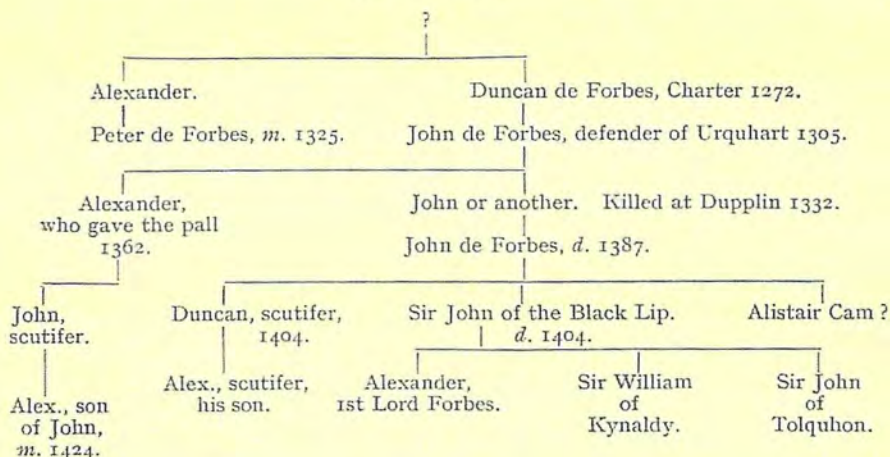 ?
Alexander. Duncan de Forbes, Charter 1272.
Peter de Forbes, m. 1325. John de Forbes, defender of Urquhart 1305.
Alexander, John or another. Killed at Dupplin 1332.
who gave the pall
1362. John de Forbes, d. 1387.
John, Duncan, scutifer, Sir John of the Black Lip. Alistair Cam ?
scutifer. 1404. d. 1404.
Alex., scutifer, Alexander, Sir William Sir John
Alex., son his son. 1st Lord Forbes. of of
of John, Kynaldy. Tolquhon.
m. 1424.